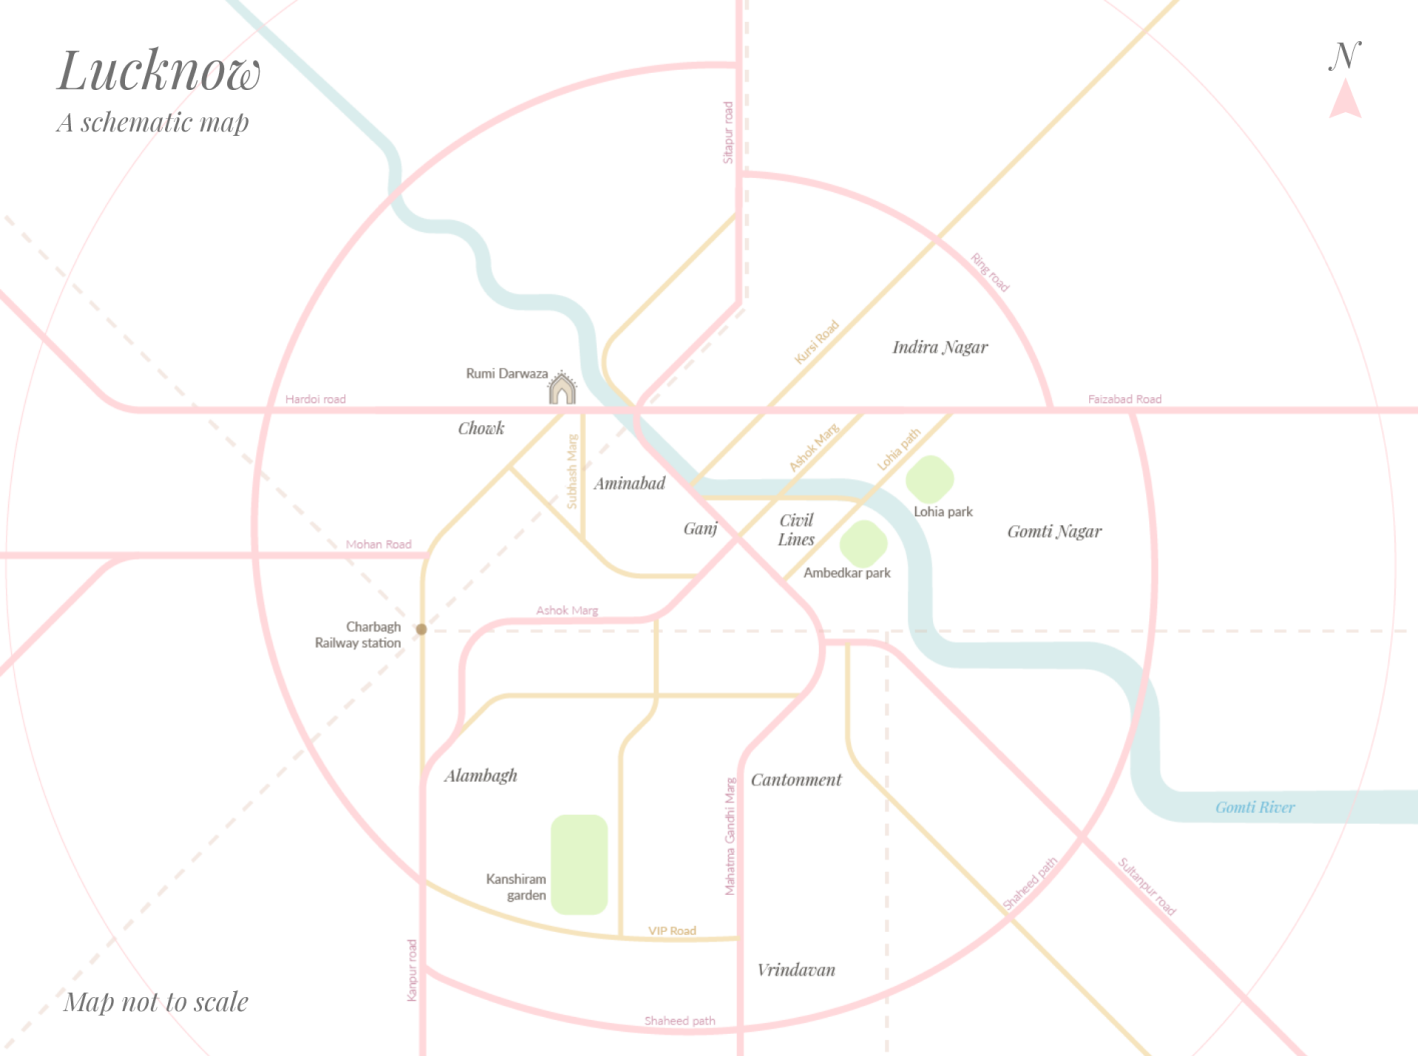 Lucknow
A schematic map
N
Sitapur road
Ring road
Kursi Road
Indira Nagar
Rumi Darwaza
Hardoi road
Faizabad Road
Chowk
Subhash Marg
Ashok Marg
Lohia path
Aminabad
Lohia park
Ganj
Civil
Lines
Gomti Nagar
Mohan Road
Ambedkar park
Ashok Marg
Charbagh
Railway station
Alambagh
Cantonment
Mahatma Gandhi Marg
Gomti River
Kanshiram
garden
Shaheed path
Sultanpur road
VIP Road
Kanpur road
Vrindavan
Map not to scale
Shaheed path